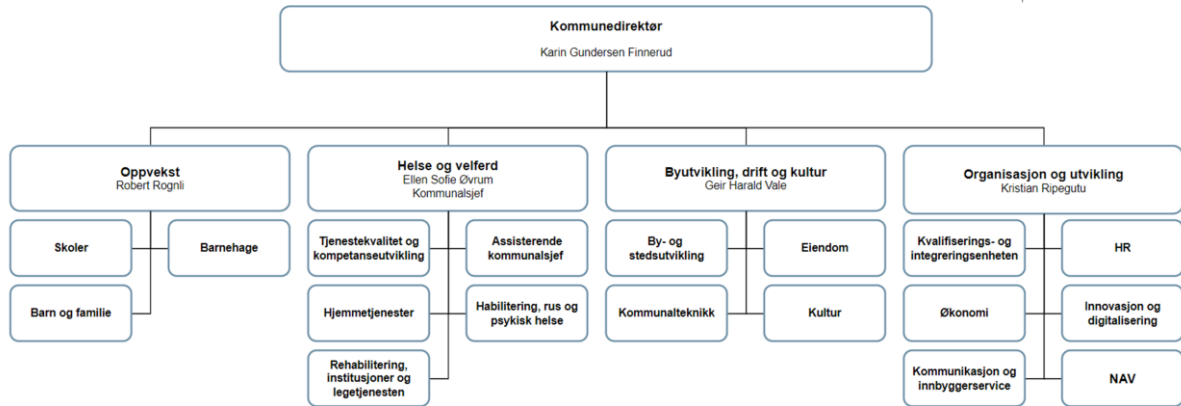 Kommunedirektør
Karin Gundersen Finnerud
Oppvekst
Robert Rognli
Skoler
Barnehage
Barn og familie
Helse og velferd
Ellen Sofie Øvrum
Kommunalsjef
Tjenestekvalitet og
kompetanseutvikling
Assisterende
kommunalsjef
Hjemmetjenester
Habilitering, rus og
psykisk helse
Rehabilitering,
institusjoner og
legetjenesten
Byutvikling, drift og kultur
Geir Harald Vale
By- og
stedsutvikling
Eiendom
Kommunalteknikk
Kultur
Organisasjon og utvikling
Kristian Ripegutu
Kvalifiserings- og
integreringsenheten
HR
Økonomi
Innovasjon og
digitalisering
Kommunikasjon og
innbyggerservice
NAV